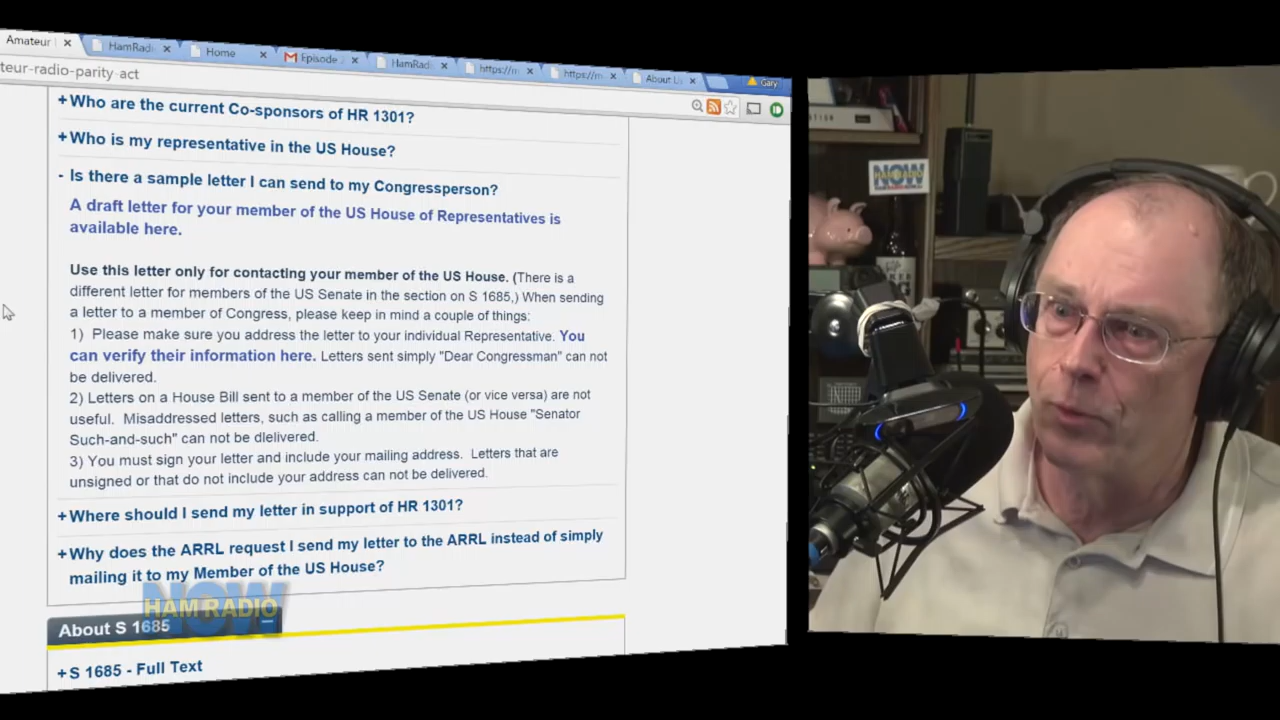 Amateur
HamRadi
Home
Episode
HamRad
https://m
https://m
About L
Gary
teur-radio-parity-act
+Who are the current Co-sponsors of HR 1301?
+Who is my representative in the US House?
- Is there a sample letter I can send to my Congressperson?
A draft letter for your member of the US House of Representatives is
available here.
Use this letter only for contacting your member of the US House. (There is a
different letter for members of the US Senate in the section on S 1685,) When sending
a letter to a member of Congress, please keep in mind a couple of things:
1) Please make sure you address the letter to your individual Representative. You
can verify their information here. Letters sent simply "Dear Congressman" can not
be delivered.
2) Letters on a House Bill sent to a member of the US Senate (or vice versa) are not
useful. Misaddressed letters, such as calling a member of the US House "Senator
Such-and-such" can not be dlelivered.
3) You must sign your letter and include your mailing address. Letters that are
unsigned or that do not include your address can not be delivered.
+Where should I send my letter in support of HR 1301?
+Why does the ARRL request I send my letter to the ARRL instead of simply
mailing it to my Member of the US House?
HAM RADIO
NOW
About S 1685
+S 1685 - Full Text
HAM RADIO
NOW